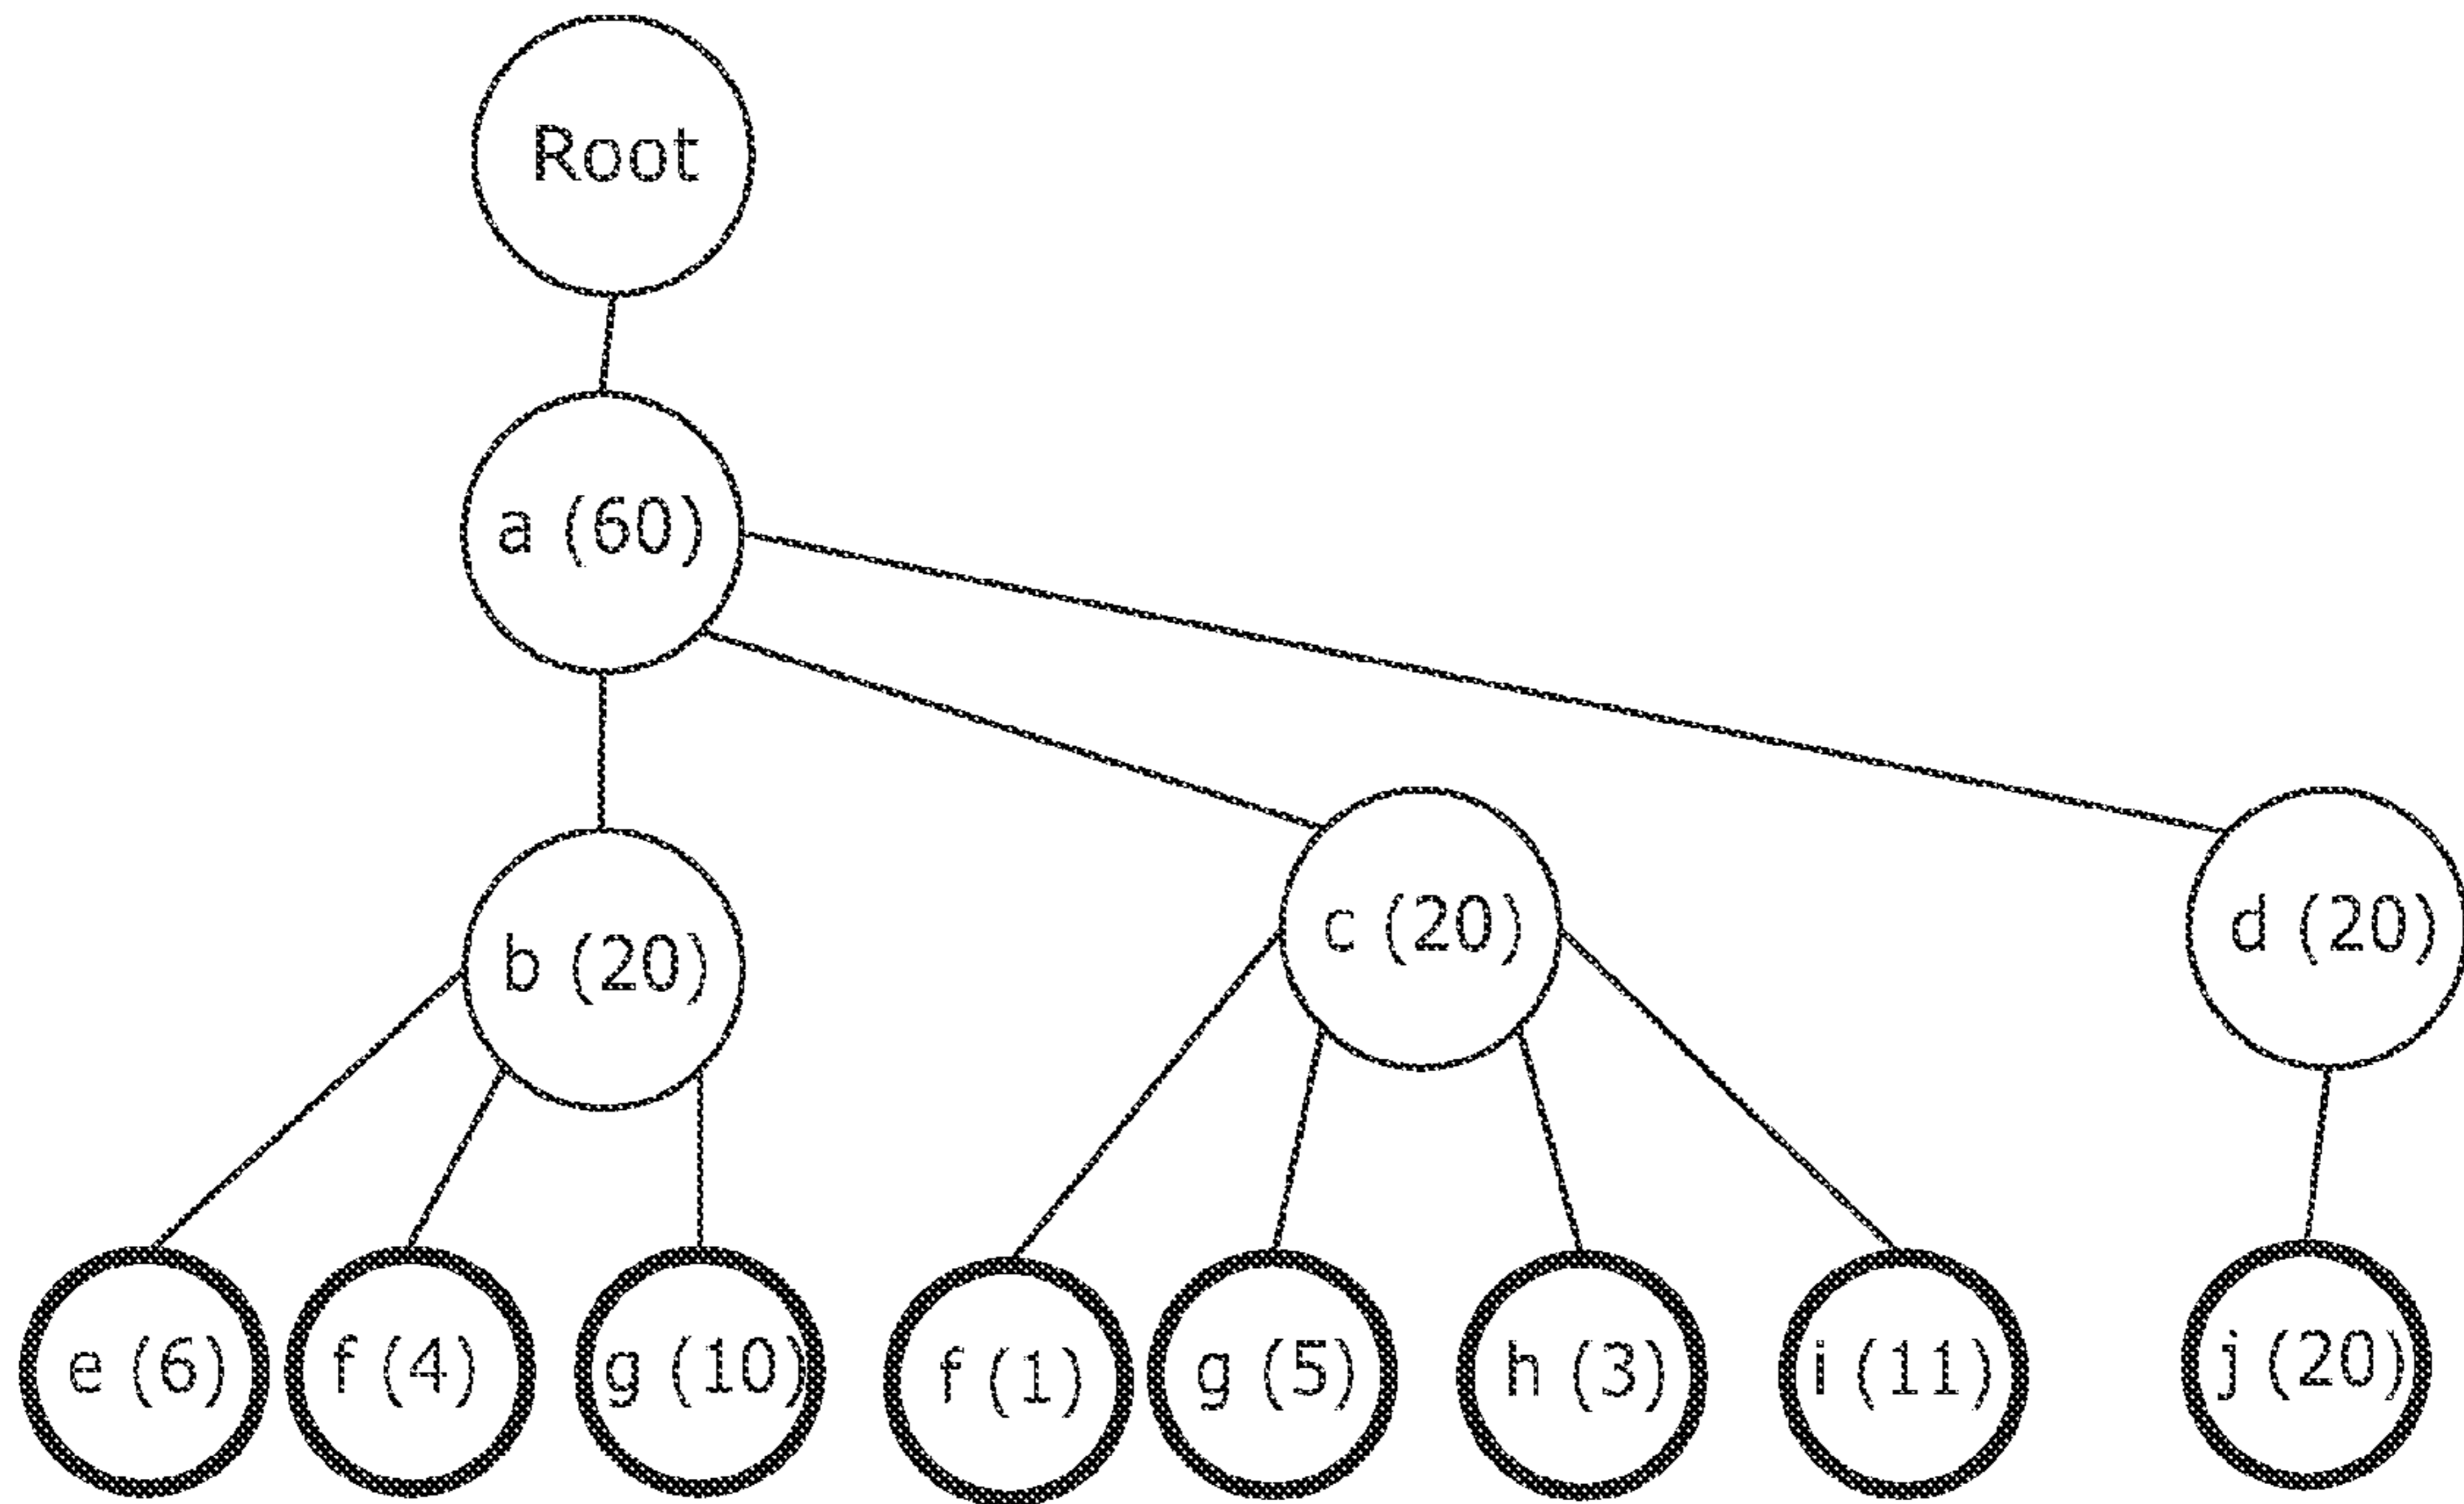 Root
a (60)
b (20)
c (20)
d (20)
e (6)
f (4)
g (10)
f (1)
g (5)
h (3)
i (11)
j (20)